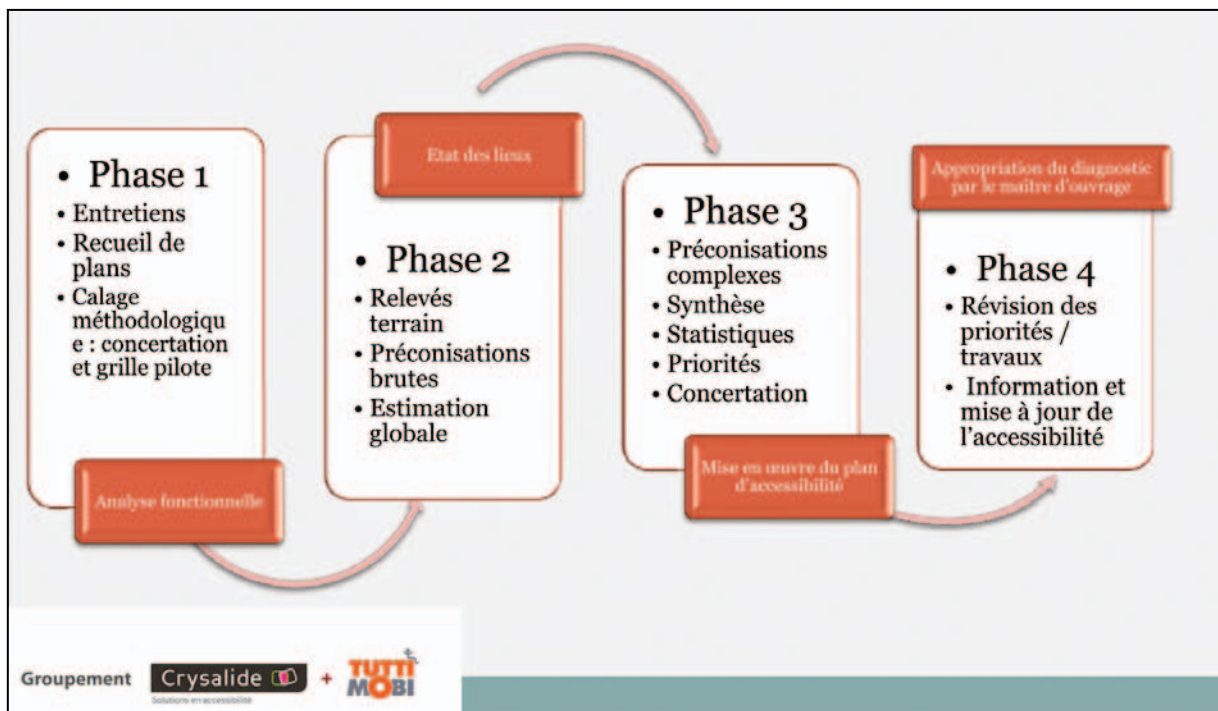 • Phase 1
• Entretiens
• Recueil de
plans
• Calage
méthodologiqu
e : concertation
et grille pilote
Analyse fonctionnelle
Etat des lieux
• Phase 2
• Relevés
terrain
• Préconisations
brutes
• Estimation
globale
• Phase 3
• Préconisations
complexes
• Synthèse
• Statistiques
• Priorités
• Concertation
Mise en œuvre du plan
d'accessibilité
Appropriation du diagnostic
par le maître d'ouvrage
• Phase 4
• Révision des
priorités /
travaux
• Information et
mise à jour de
l'accessibilité
Groupement Crysalide + TUTTI
MOBI
Solutions en accessibilité